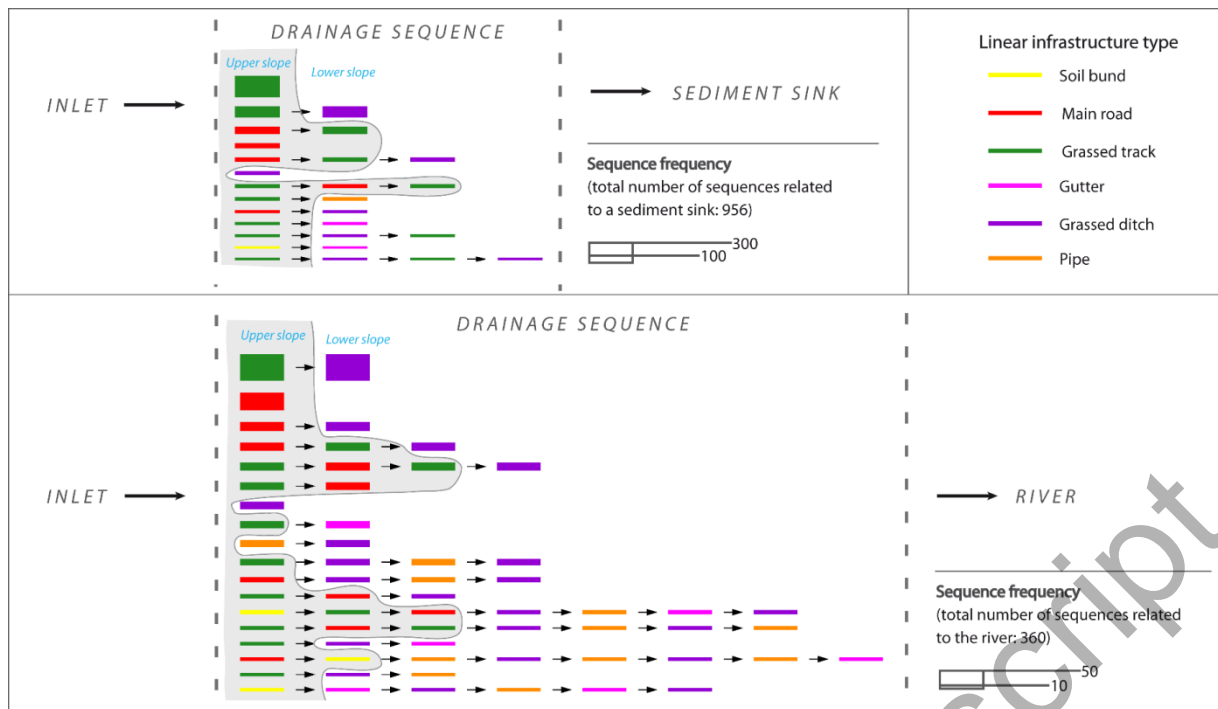 DRAINAGE SEQUENCE
Upper slope
Lower slope
INLET
SEDIMENT SINK
Sequence frequency
(total number of sequences related
to a sediment sink: 956)
300
100
Linear infrastructure type
Soil bund
Main road
Grassed track
Gutter
Grassed ditch
Pipe
DRAINAGE SEQUENCE
Upper slope
Lower slope
INLET
RIVER
Sequence frequency
(total number of sequences related
to the river: 360)
50
10
script